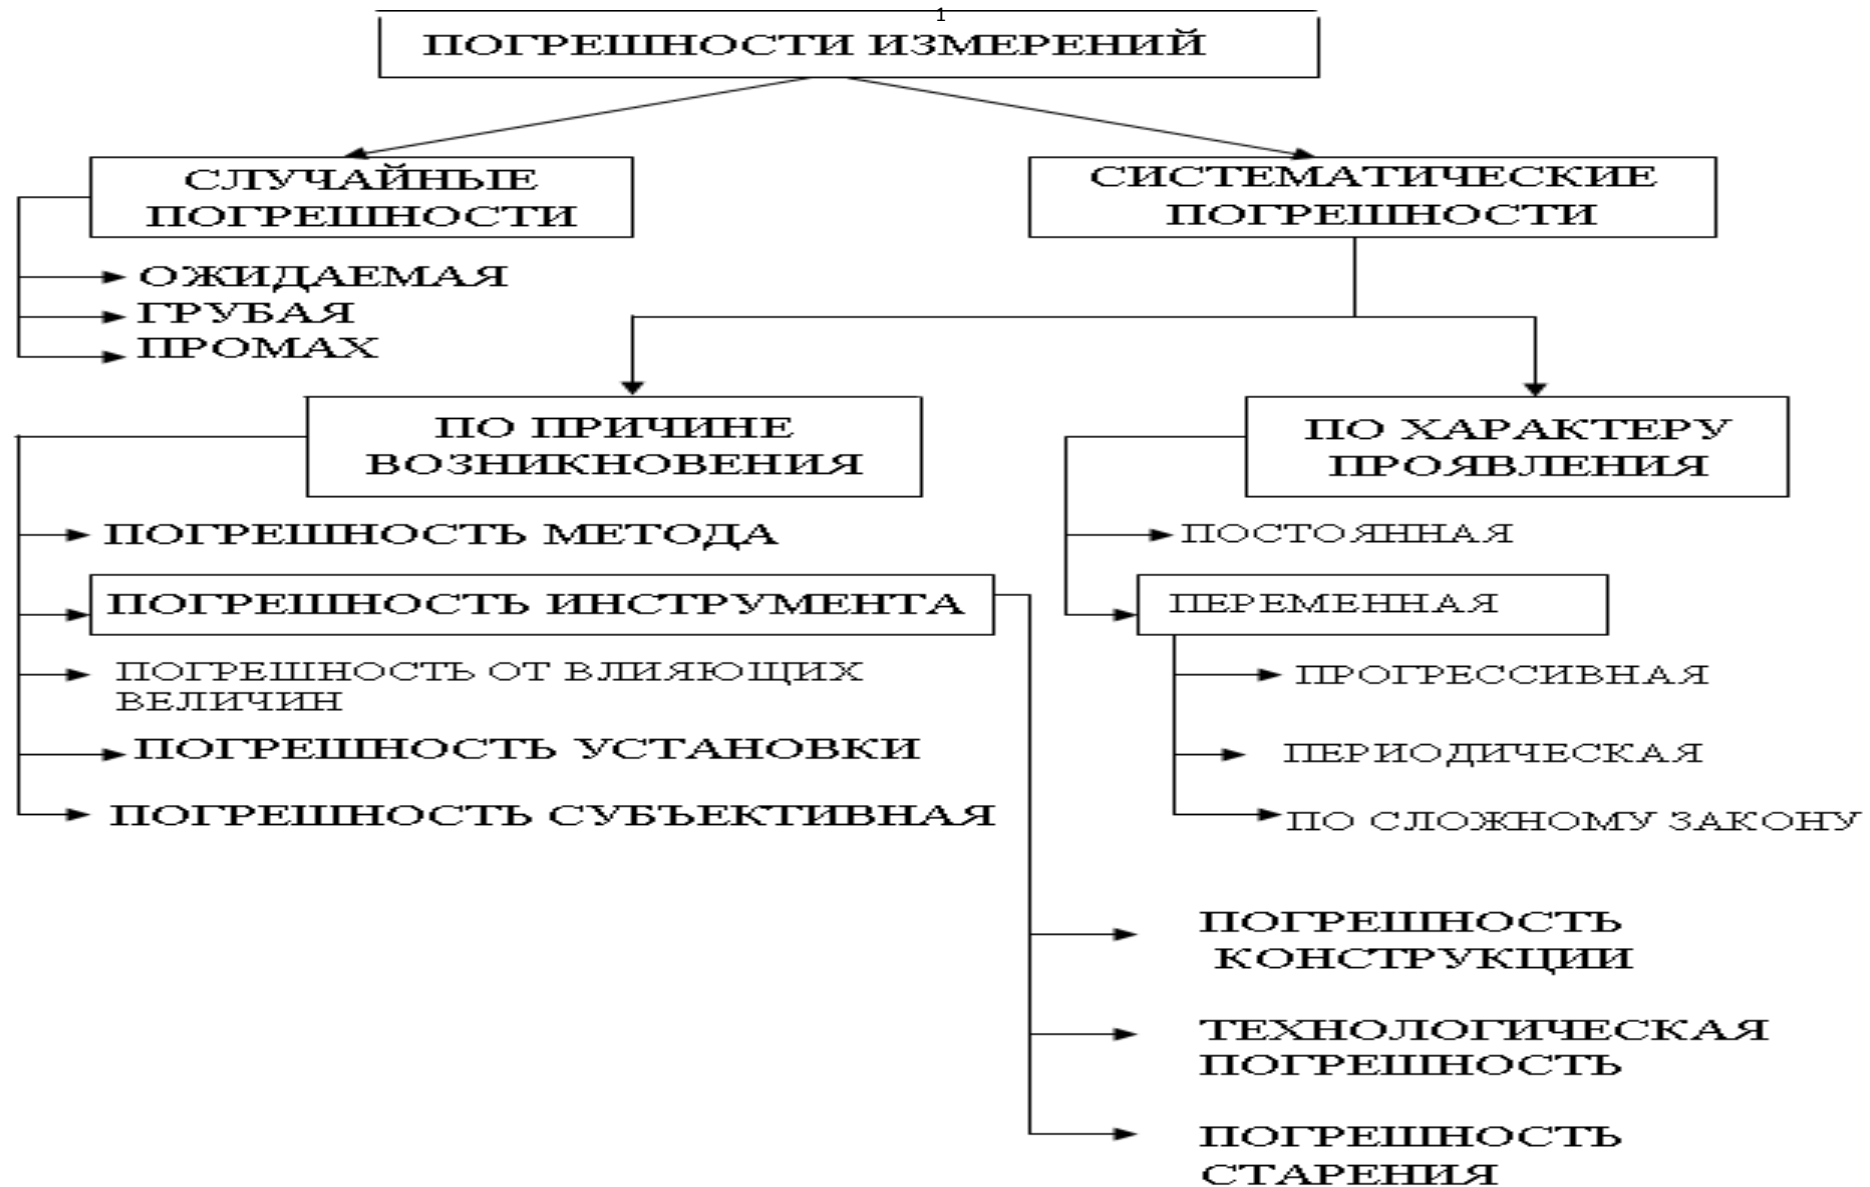 1
ПОГРЕШНОСТИ ИЗМЕРЕНИЙ
СЛУЧАЙНЫЕ
ПОГРЕШНОСТИ
ОЖИДАЕМАЯ
ГРУБАЯ
ПРОМАХ
СИСТЕМАТИЧЕСКИЕ
ПОГРЕШНОСТИ
ПО ПРИЧИНЕ
ВОЗНИКНОВЕНИЯ
ПОГРЕШНОСТЬ МЕТОДА
ПОГРЕШНОСТЬ ИНСТРУМЕНТА
ПОГРЕШНОСТЬ ОТ ВЛИЯЮЩИХ
ВЕЛИЧИН
ПОГРЕШНОСТЬ УСТАНОВКИ
ПОГРЕШНОСТЬ СУБЪЕКТИВНАЯ
ПО ХАРАКТЕРУ
ПРОЯВЛЕНИЯ
ПОСТОЯННАЯ
ПЕРЕМЕННАЯ
ПРОГРЕССИВНАЯ
ПЕРИОДИЧЕСКАЯ
ПО СЛОЖНОМУ ЗАКОНУ
ПОГРЕШНОСТЬ
КОНСТРУКЦИИ
ТЕХНОЛОГИЧЕСКАЯ
ПОГРЕШНОСТЬ
ПОГРЕШНОСТЬ
СТАРЕНИЯ